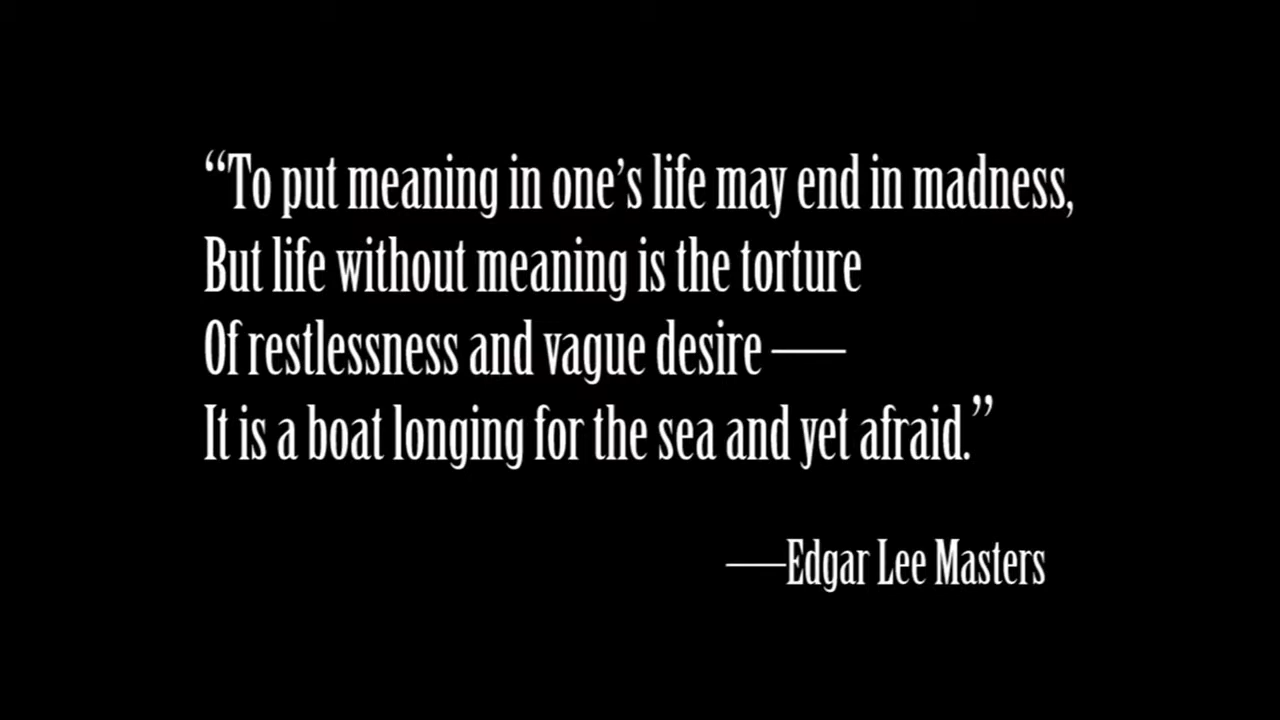 “To put meaning in one’s life may end in madness,
But life without meaning is the torture
Of restlessness and vague desire —
It is a boat longing for the sea and yet afraid.”
—Edgar Lee Masters